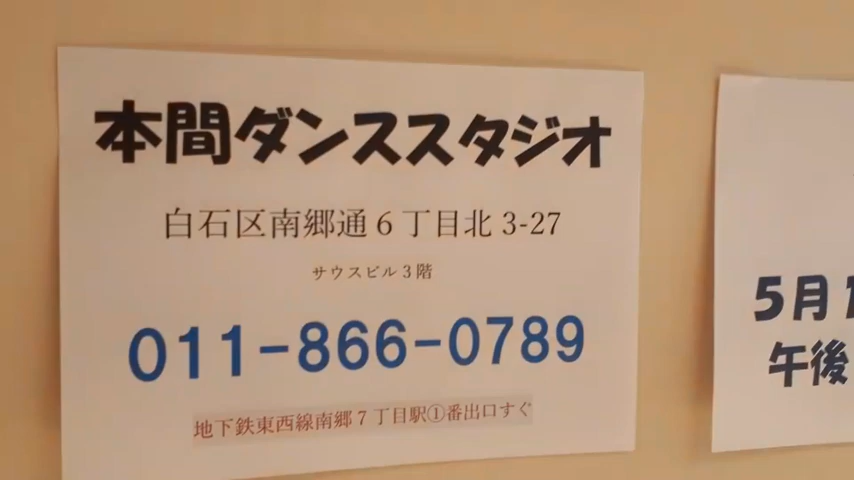 本間ダンススタジオ
白石区南郷通6丁目北3-27
サウスビル3階
011-866-0789
地下鉄東西線南郷7丁目駅①番出口すぐ
5月1
午後